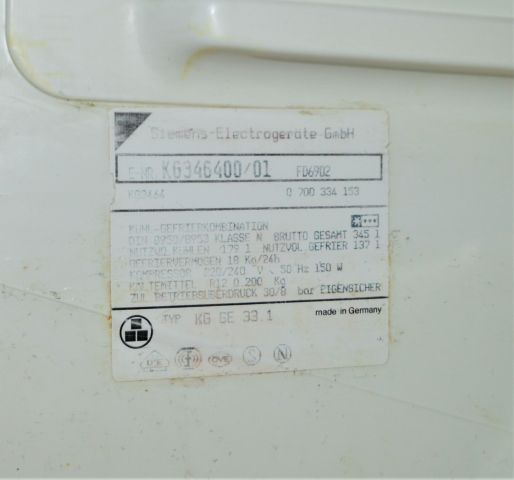 Siemens-Electrogeräte GmbH
E-NR. KG346400/01 FD6902
KG3464 0 700 334 153
KÜHL-GEFRIERKOMBINATION
DIN 8950/8953 KLASSE N BRUTTO GESAMT 345 l
NUTZVOL KÜHLEN 179 l NUTZVOL GEFRIER 137 l
GEFRIERVERMÖGEN 18 Kg/24h
KOMPRESSOR 220/240 V ~ 50 Hz 150 W
KÄLTEMITTEL R12 0.200 Kg
ZUL BETRIEBSÜBERDRUCK 30/8 bar EIGENSICHER
TYP KG GE 33.1 made in Germany
S N